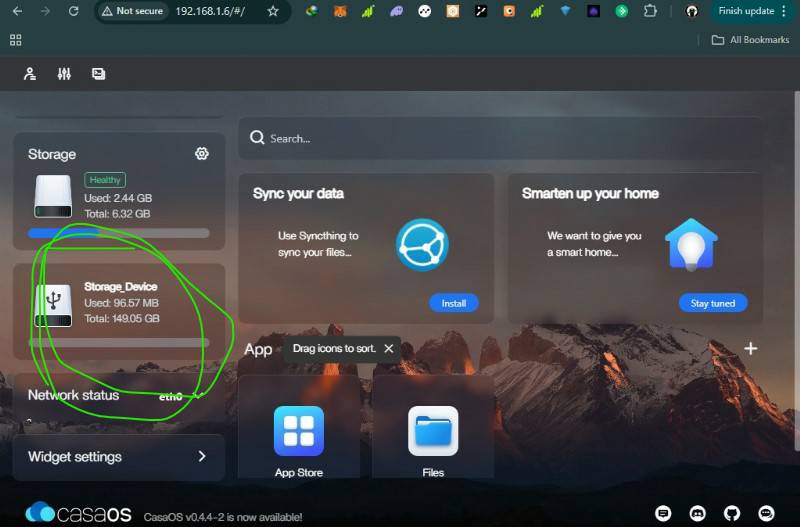 Not secure
192.168.1.6/#/
Finish update
All Bookmarks
Storage
Healthy
Used: 2.44 GB
Total: 6.32 GB
Storage_Device
Used: 96.57 MB
Total: 149.05 GB
Network status
eth0
Widget settings
Search...
Sync your data
Use Syncthing to
sync your files...
Install
Smarten up your home
We want to give you
a smart home...
Stay tuned
App
Drag icons to sort.
App Store
Files
CasaOS
CasaOS v0.4.4-2 is now available!